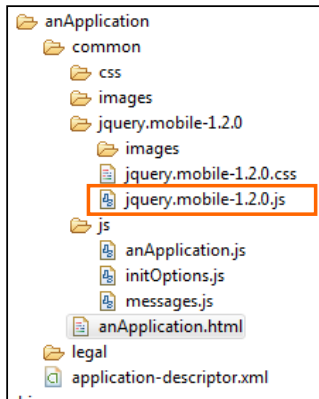 anApplication
common
css
images
jquery.mobile-1.2.0
images
jquery.mobile-1.2.0.css
jquery.mobile-1.2.0.js
js
anApplication.js
initOptions.js
messages.js
anApplication.html
legal
application-descriptor.xml